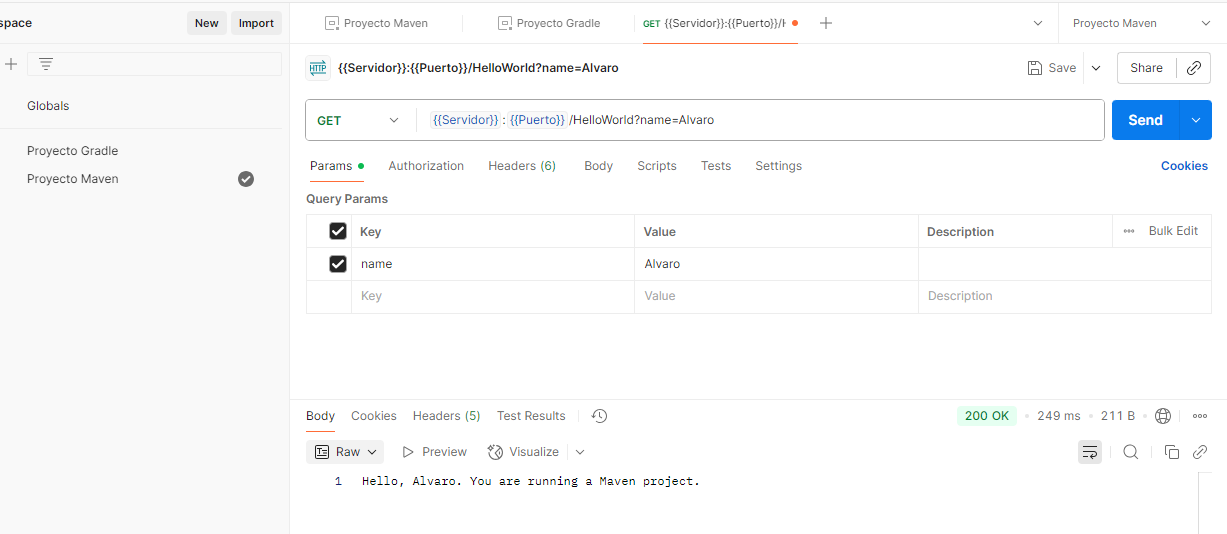 space New Import
Proyecto Maven Proyecto Gradle GET {{Servidor}}:{{Puerto}}/H Proyecto Maven
HTTP {{Servidor}}:{{Puerto}}/HelloWorld?name=Alvaro Save Share
Globals
GET {{Servidor}} : {{Puerto}} /HelloWorld?name=Alvaro Send
Proyecto Gradle
Proyecto Maven
Params Authorization Headers (6) Body Scripts Tests Settings Cookies
Query Params
Key Value Description Bulk Edit
name Alvaro
Key Value Description
Body Cookies Headers (5) Test Results 200 OK 249 ms 211 B
Raw Preview Visualize
1 Hello, Alvaro. You are running a Maven project.